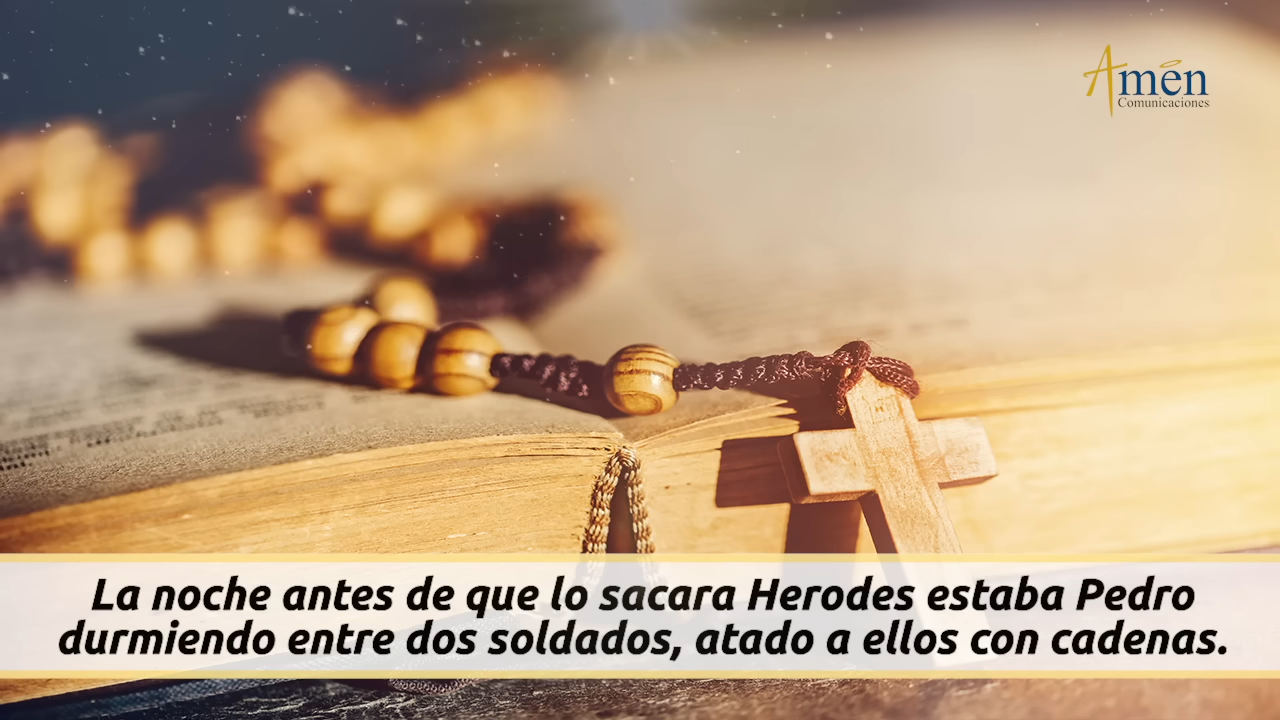 Amén
Comunicaciones
La noche antes de que lo sacara Herodes estaba Pedro
durmiendo entre dos soldados, atado a ellos con cadenas.